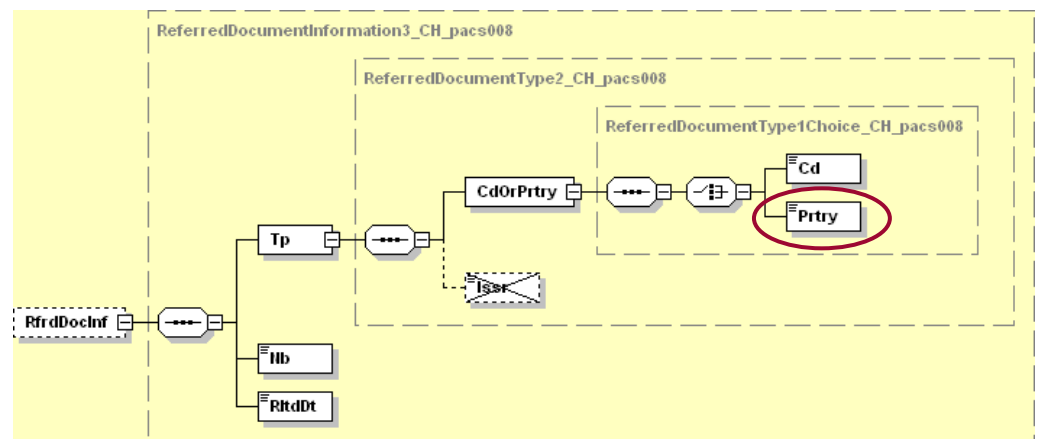 ReferredDocumentInformation3_CH_pacs008
ReferredDocumentType2_CH_pacs008
ReferredDocumentType1Choice_CH_pacs008
Cd
CdOrPrtry
Prtry
Tp
Issr
RfrdDocInf
Nb
RltdDt